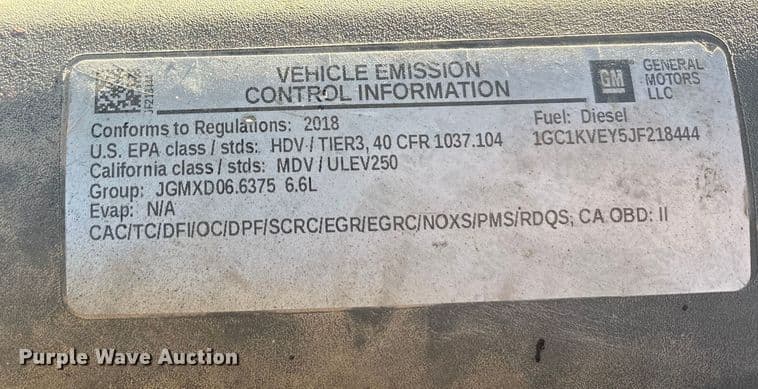 JF218444
VEHICLE EMISSION
CONTROL INFORMATION
GM
GENERAL
MOTORS
LLC
Conforms to Regulations: 2018
Fuel: Diesel
U.S. EPA class / stds: HDV / TIER3, 40 CFR 1037.104
1GC1KVEY5JF218444
California class / stds: MDV / ULEV250
Group: JGMXD06.6375 6.6L
Evap: N/A
CAC/TC/DFI/OC/DPF/SCRC/EGR/EGRC/NOXS/PMS/RDQS, CA OBD: II
Purple Wave Auction